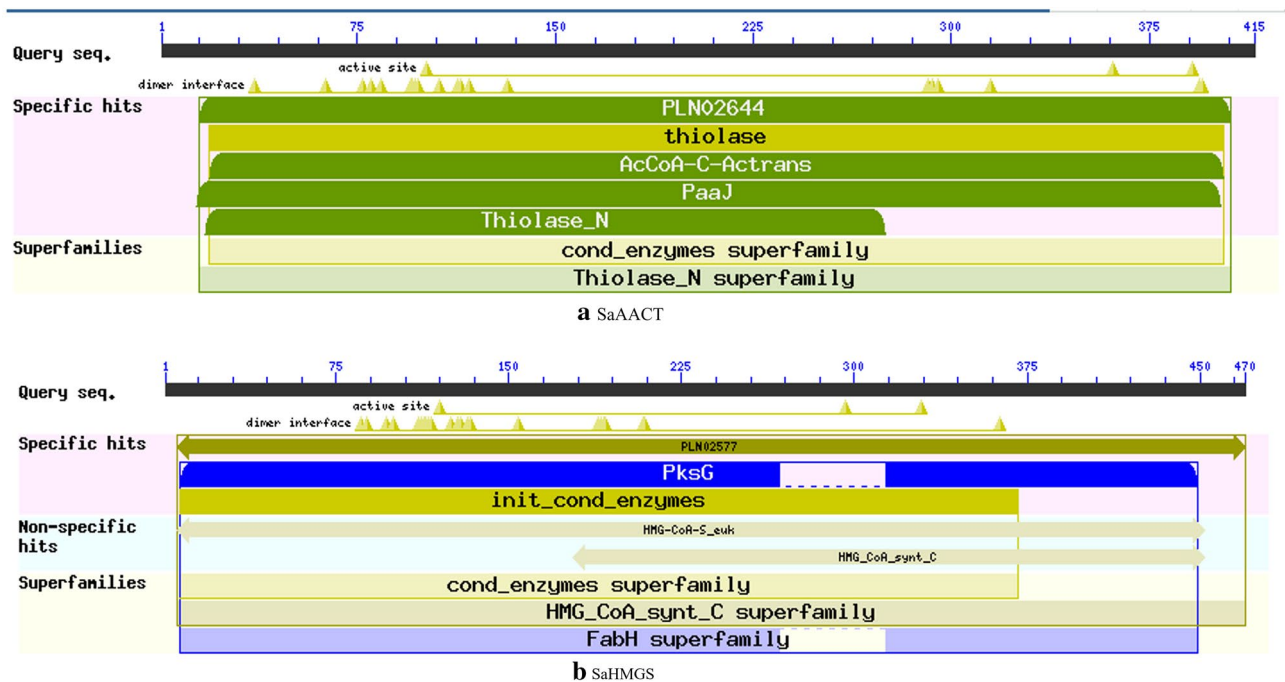 1 75 150 225 300 375 415
Query seq.
active site
dimer interface
Specific hits PLN02644
thiolase
AcCoA-C-Actrans
PaaJ
Thiolase_N
Superfamilies cond_enzymes superfamily
Thiolase_N superfamily
a SaAACT
1 75 150 225 300 375 450 470
Query seq.
active site
dimer interface
Specific hits PLN02577
PksG
init_cond_enzymes
Non-specific HMG-CoA-S_euk
hits HMG_CoA_synt_C
Superfamilies cond_enzymes superfamily
HMG_CoA_synt_C superfamily
FabH superfamily
b SaHMGS